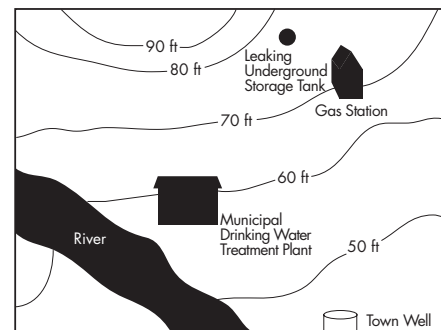 90 ft
80 ft
Leaking
Underground
Storage Tank
Gas Station
70 ft
60 ft
Municipal
Drinking Water
Treatment Plant
River
50 ft
Town Well